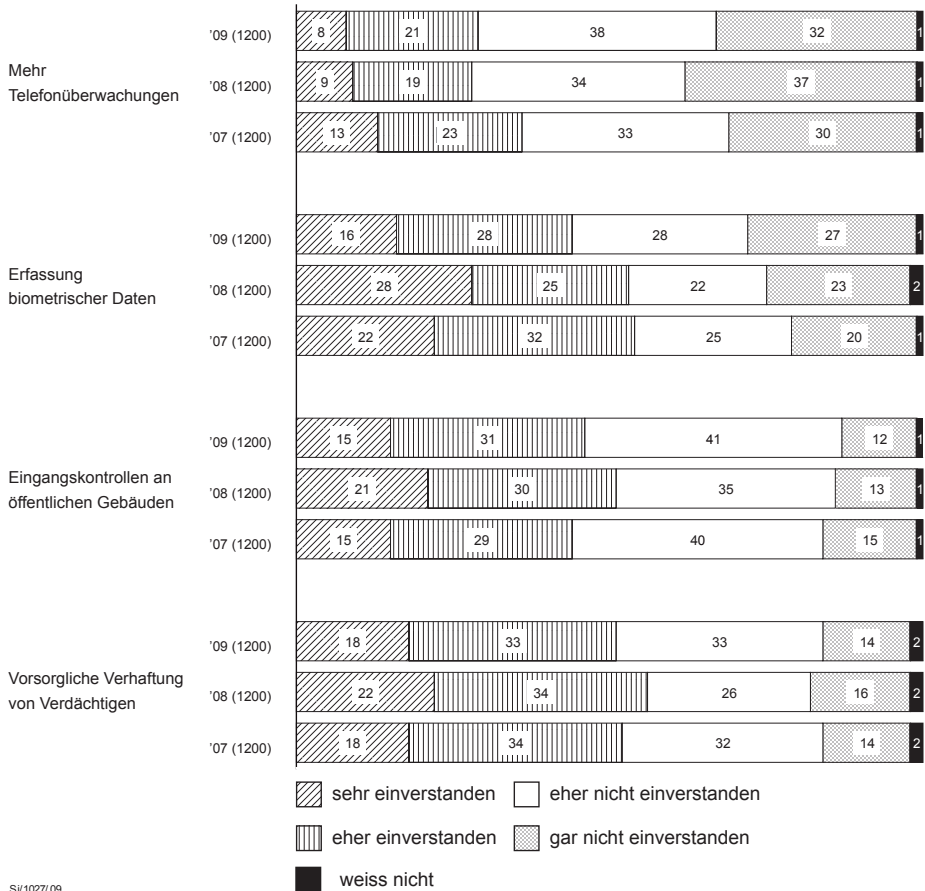 '09 (1200) 8 21 38 32 1
Mehr
Telefonüberwachungen
'08 (1200) 9 19 34 37 1
'07 (1200) 13 23 33 30 1
'09 (1200) 16 28 28 27 1
Erfassung
biometrischer Daten
'08 (1200) 28 25 22 23 2
'07 (1200) 22 32 25 20 1
'09 (1200) 15 31 41 12 1
Eingangskontrollen an
öffentlichen Gebäuden
'08 (1200) 21 30 35 13 1
'07 (1200) 15 29 40 15 1
'09 (1200) 18 33 33 14 2
Vorsorgliche Verhaftung
von Verdächtigen
'08 (1200) 22 34 26 16 2
'07 (1200) 18 34 32 14 2
sehr einverstanden eher nicht einverstanden
eher einverstanden gar nicht einverstanden
weiss nicht
Si/1027/09